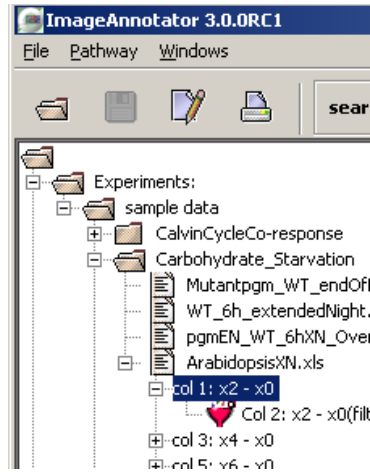 ImageAnnotator 3.0.0RC1
File Pathway Windows
sear
Experiments:
sample data
CalvinCycleCo-response
Carbohydrate_Starvation
Mutantpgm_WT_endOf
WT_6h_extendedNight.
pgmEN_WT_6hXN_Over
ArabidopsisXN.xls
col 1: x2 - x0
Col 2: x2 - x0(filt
col 3: x4 - x0
col 5: x6 - x0